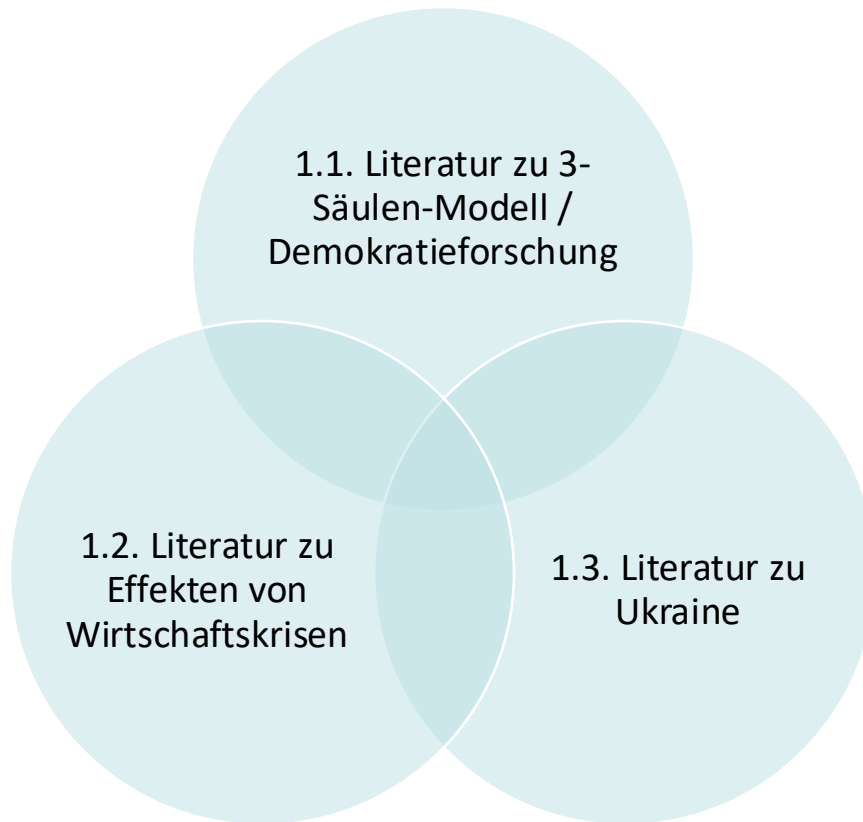 1.1. Literatur zu 3-
Säulen-Modell /
Demokratieforschung
1.2. Literatur zu
Effekten von
Wirtschaftskrisen
1.3. Literatur zu
Ukraine